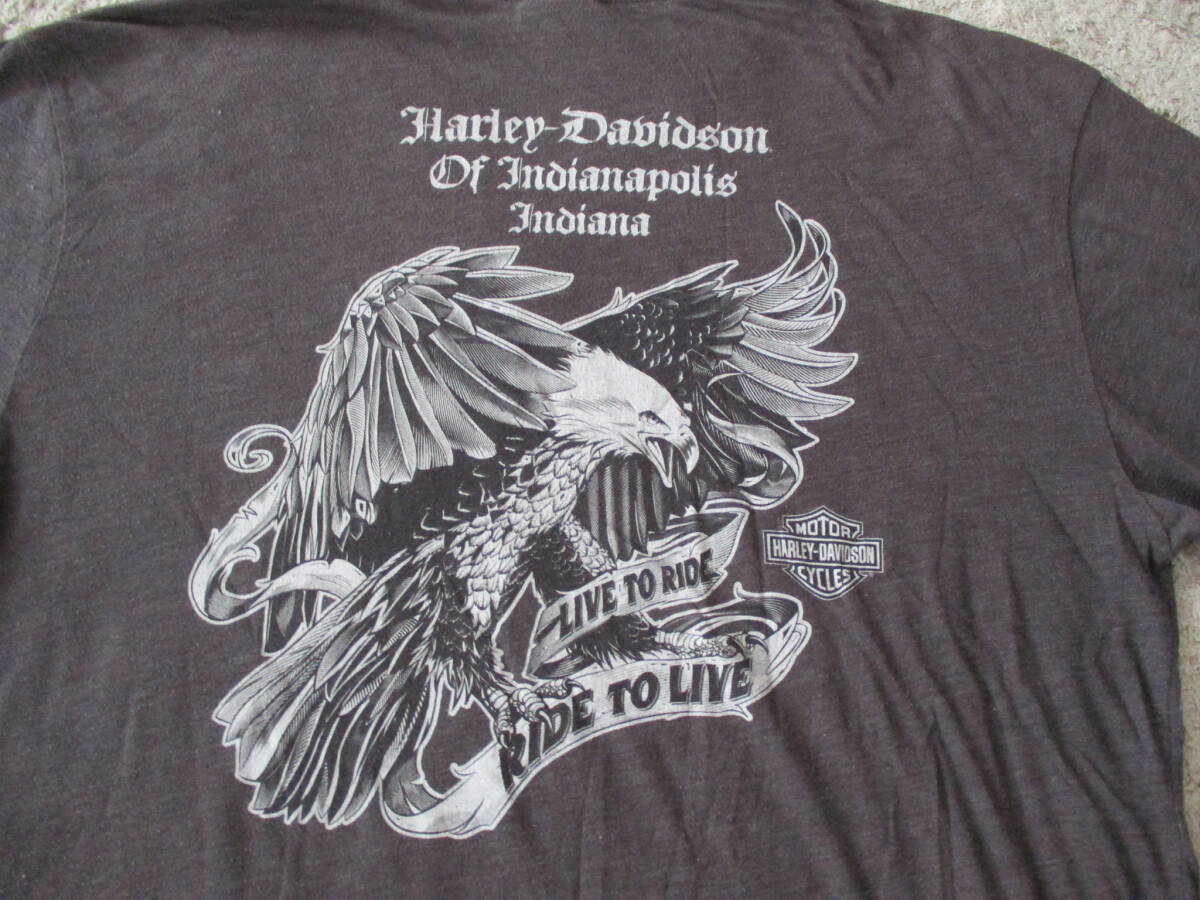 Harley-Davidson
Of Indianapolis
Indiana
LIVE TO RIDE
RIDE TO LIVE
MOTOR
HARLEY-DAVIDSON
CYCLES